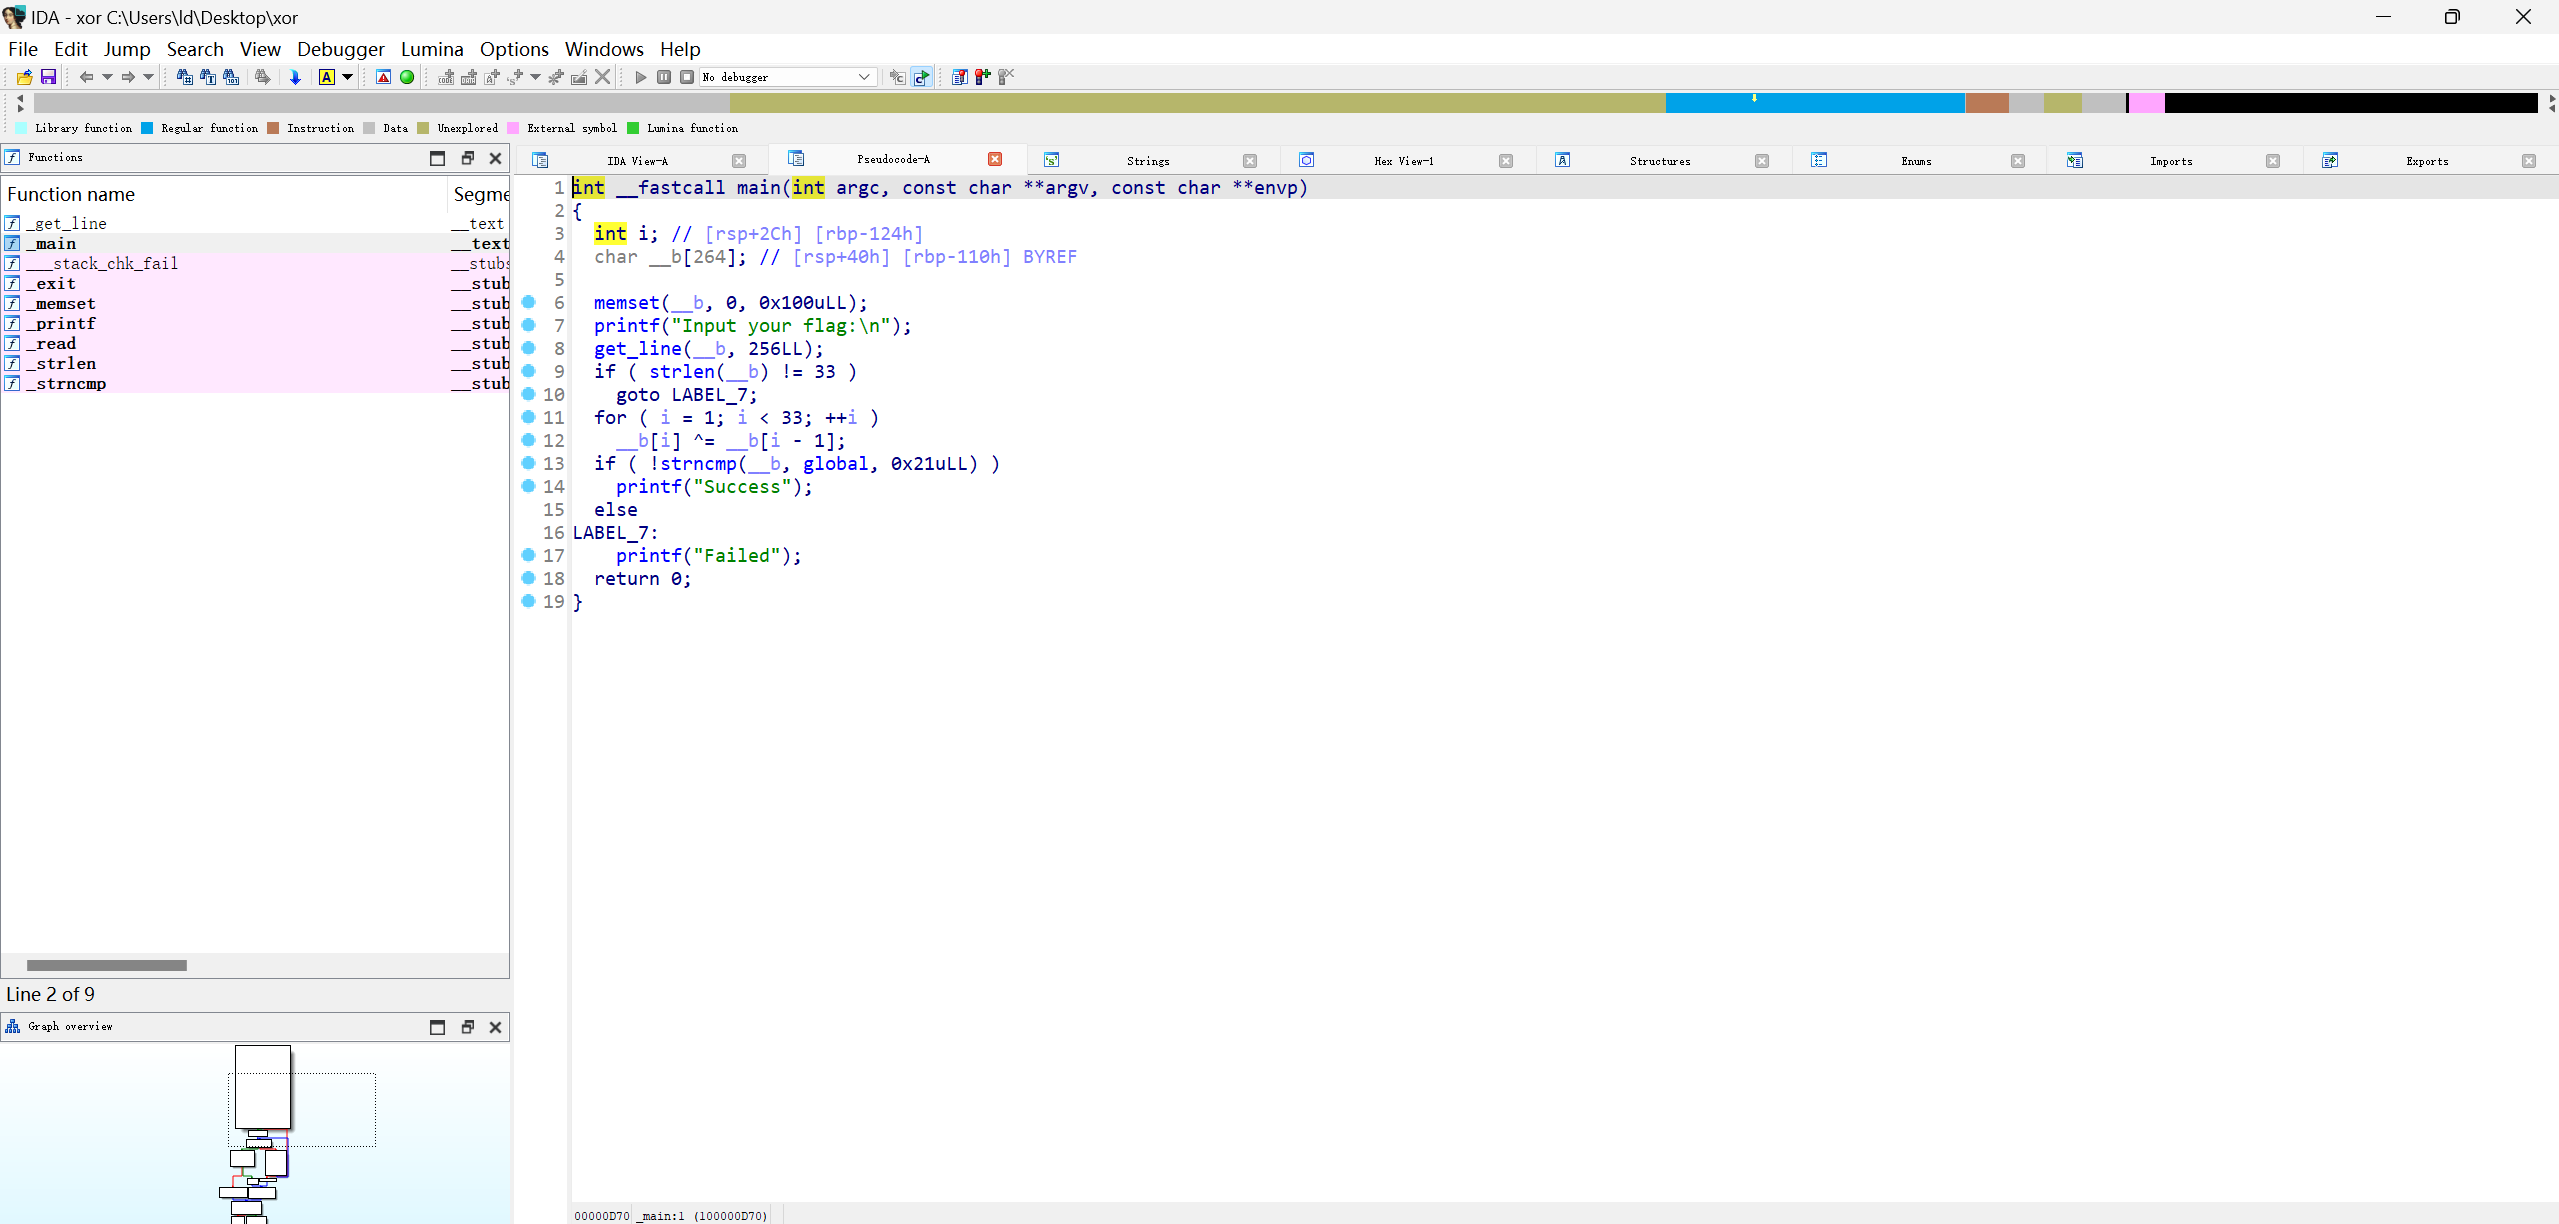 IDA - xor C:\Users\ld\Desktop\xor
File Edit Jump Search View Debugger Lumina Options Windows Help
No debugger
Library function Regular function Instruction Data Unexplored External symbol Lumina function
Functions
Function name Segme
_get_line __text
_main __text
___stack_chk_fail __stubs
_exit __stub
_memset __stub
_printf __stub
_read __stub
_strlen __stub
_strncmp __stub
Line 2 of 9
Graph overview
IDA View-A Pseudocode-A Strings Hex View-1 Structures Enums Imports Exports
1 int __fastcall main(int argc, const char **argv, const char **envp)
2 {
3 int i; // [rsp+2Ch] [rbp-124h]
4 char __b[264]; // [rsp+40h] [rbp-110h] BYREF
5
6 memset(__b, 0, 0x100uLL);
7 printf("Input your flag:\n");
8 get_line(__b, 256LL);
9 if ( strlen(__b) != 33 )
10 goto LABEL_7;
11 for ( i = 1; i < 33; ++i )
12 __b[i] ^= __b[i - 1];
13 if ( !strncmp(__b, global, 0x21uLL) )
14 printf("Success");
15 else
16 LABEL_7:
17 printf("Failed");
18 return 0;
19 }
00000D70 _main:1 (100000D70)